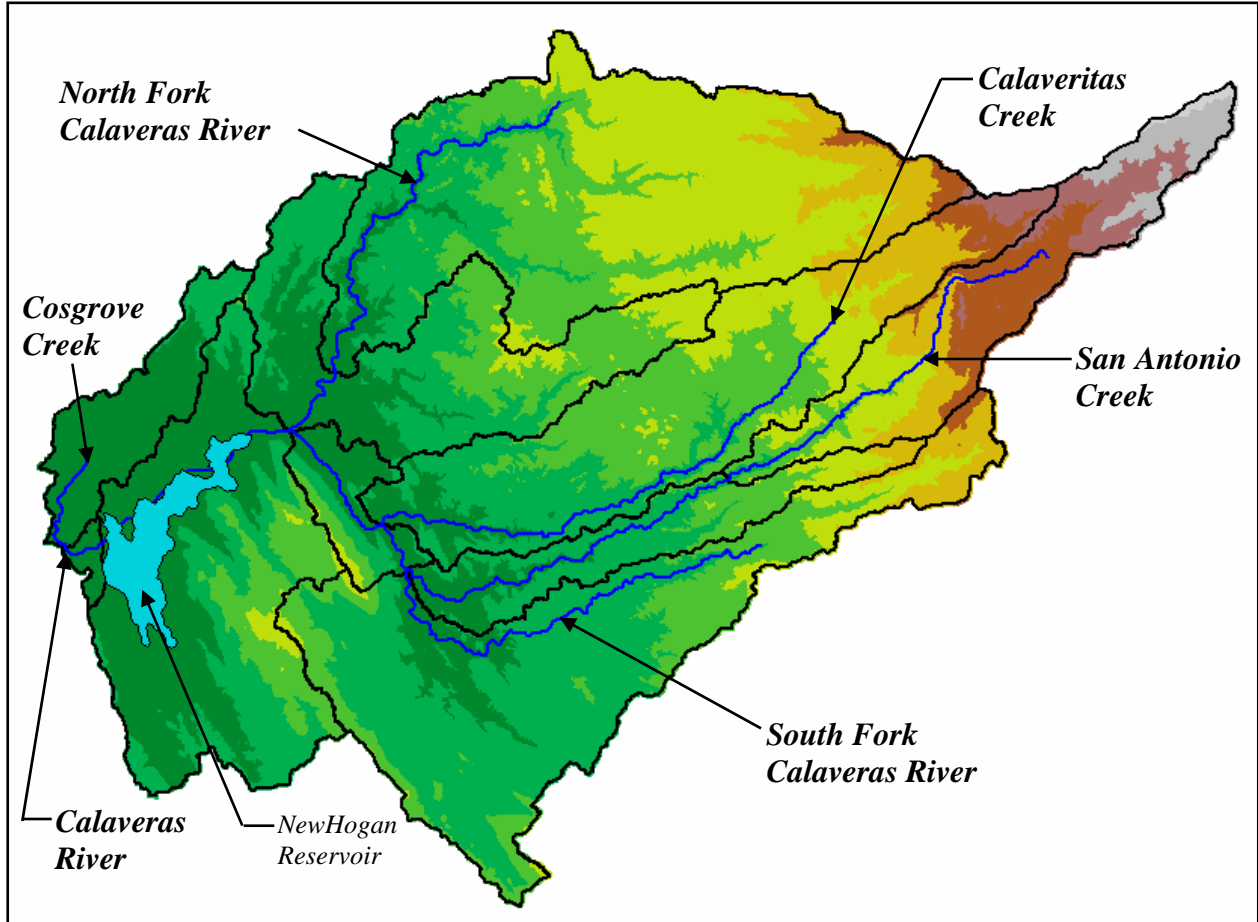 North Fork
Calaveras River
Calaveritas
Creek
Cosgrove
Creek
San Antonio
Creek
South Fork
Calaveras River
Calaveras
River
NewHogan
Reservoir